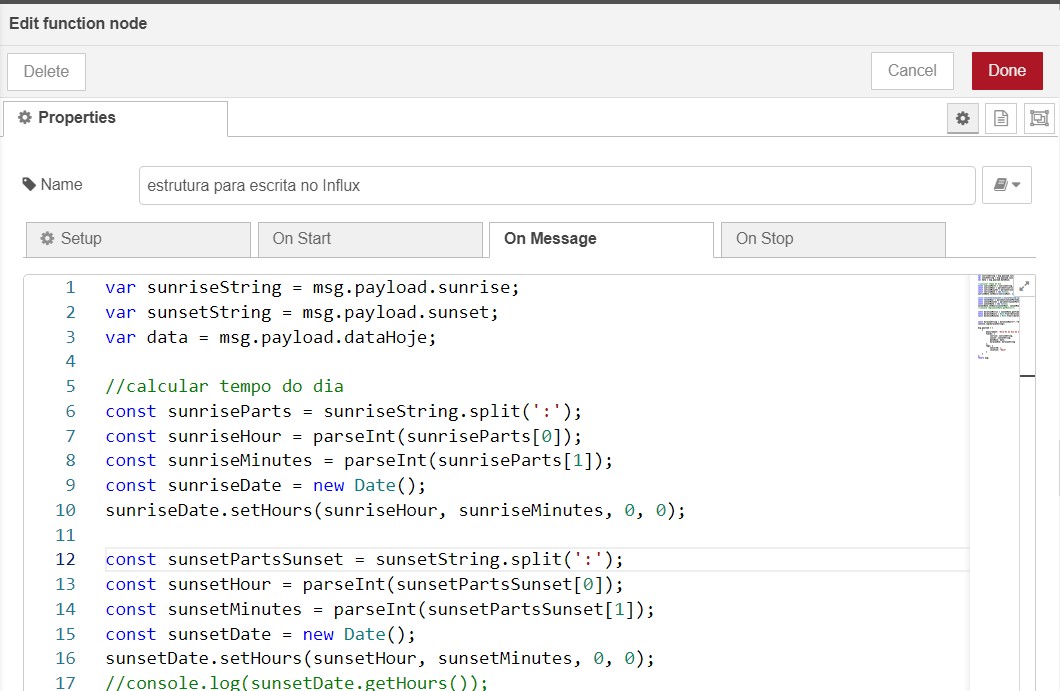 Edit function node
Delete
Cancel
Done
Properties
Name
estrutura para escrita no Influx
Setup
On Start
On Message
On Stop
1 var sunriseString = msg.payload.sunrise;
2 var sunsetString = msg.payload.sunset;
3 var data = msg.payload.dataHoje;
4
5 //calcular tempo do dia
6 const sunriseParts = sunriseString.split(':');
7 const sunriseHour = parseInt(sunriseParts[0]);
8 const sunriseMinutes = parseInt(sunriseParts[1]);
9 const sunriseDate = new Date();
10 sunriseDate.setHours(sunriseHour, sunriseMinutes, 0, 0);
11
12 const sunsetPartsSunset = sunsetString.split(':');
13 const sunsetHour = parseInt(sunsetPartsSunset[0]);
14 const sunsetMinutes = parseInt(sunsetPartsSunset[1]);
15 const sunsetDate = new Date();
16 sunsetDate.setHours(sunsetHour, sunsetMinutes, 0, 0);
17 //console.log(sunsetDate.getHours());